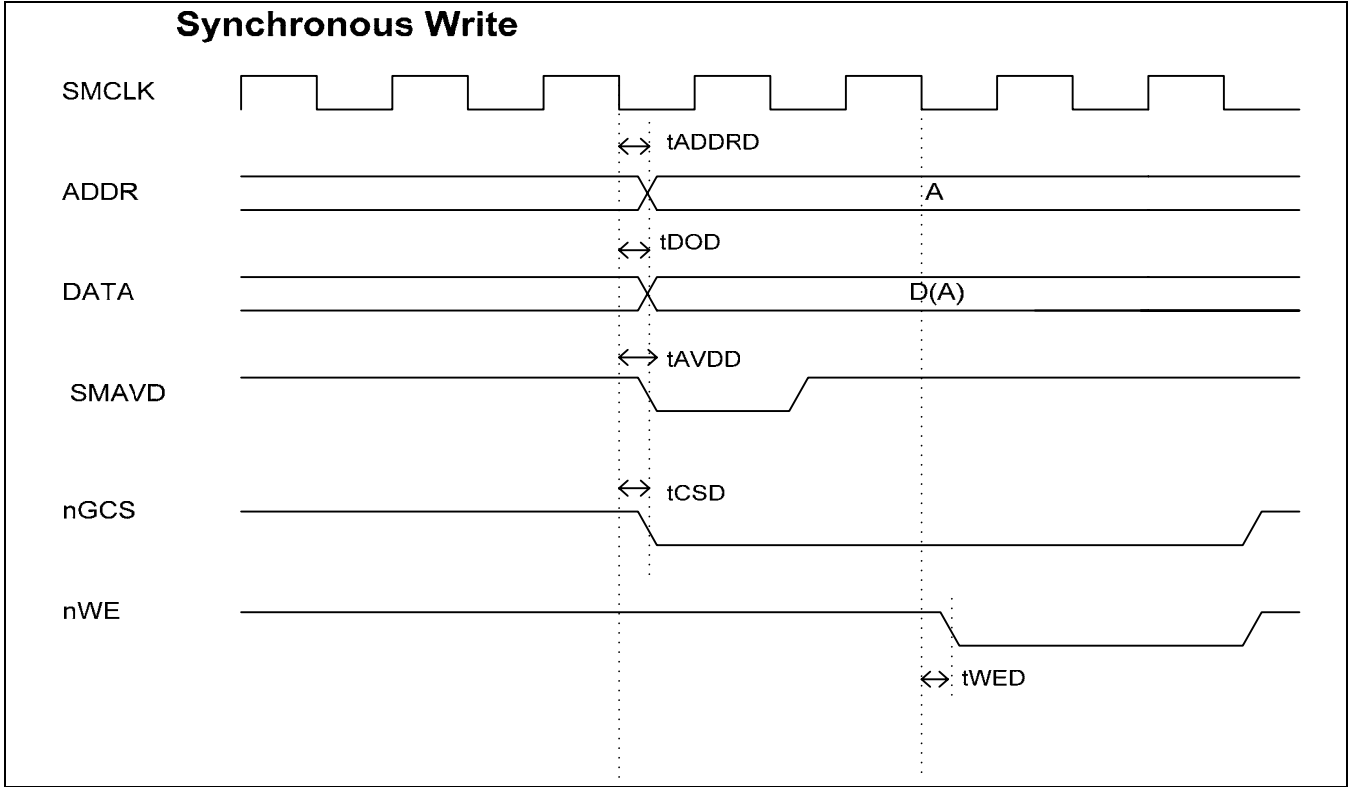 Synchronous Write
SMCLK
tADDRD
ADDR
A
tDOD
DATA
D(A)
tAVDD
SMAVD
tCSD
nGCS
nWE
tWED